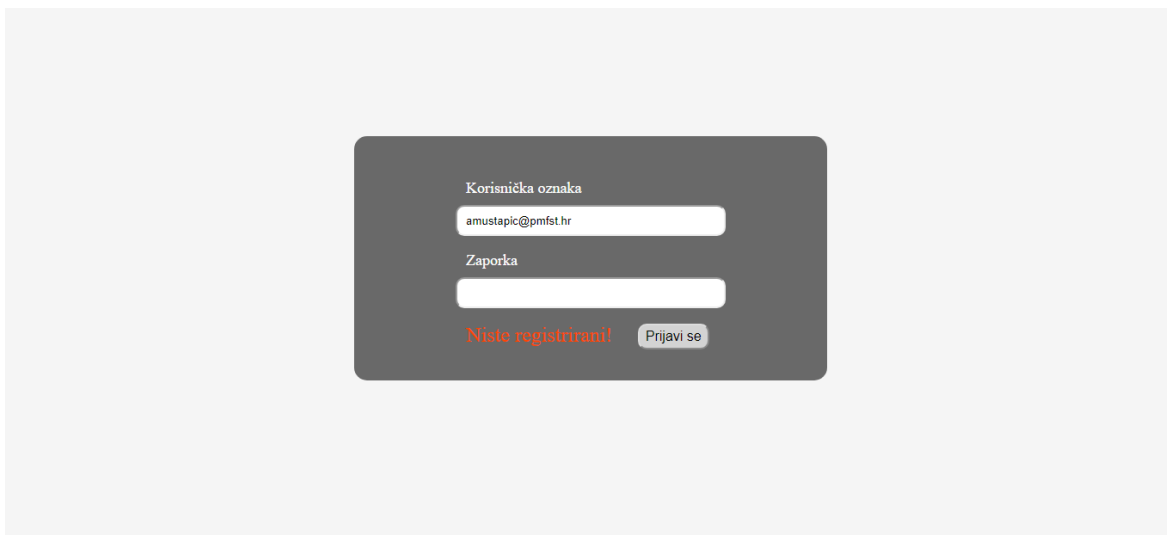 Korisnička oznaka
amustapic@pmfst.hr
Zaporka
Niste registrirani! Prijavi se